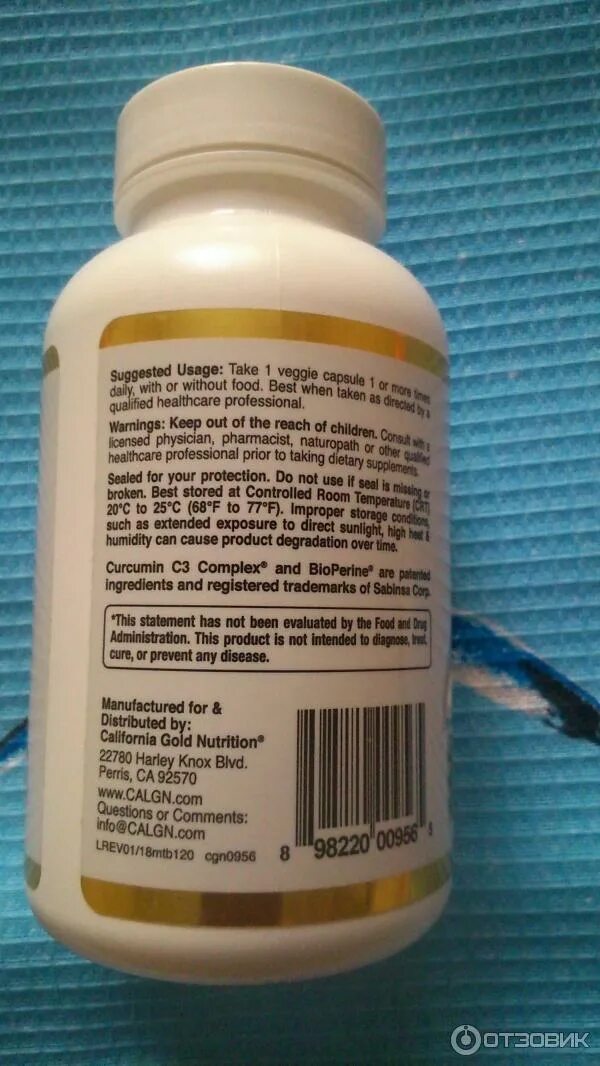 Suggested Usage: Take 1 veggie capsule 1 or more times
daily, with or without food. Best when taken as directed by a
qualified healthcare professional.
Warnings: Keep out of the reach of children. Consult with a
licensed physician, pharmacist, naturopath or other qualified
healthcare professional prior to taking dietary supplements.
Sealed for your protection. Do not use if seal is missing or
broken. Best stored at Controlled Room Temperature (CRT)
20°C to 25°C (68°F to 77°F). Improper storage conditions,
such as extended exposure to direct sunlight, high heat &
humidity can cause product degradation over time.
Curcumin C3 Complex® and BioPerine® are patented
ingredients and registered trademarks of Sabinsa Corp.
*This statement has not been evaluated by the Food and Drug
Administration. This product is not intended to diagnose, treat,
cure, or prevent any disease.
Manufactured for &
Distributed by:
California Gold Nutrition®
22780 Harley Knox Blvd.
Perris, CA 92570
www.CALGN.com
Questions or Comments:
info@CALGN.com
LREV01/18mtb120 cgn0956
8 98220 00956
ОТЗОВИК